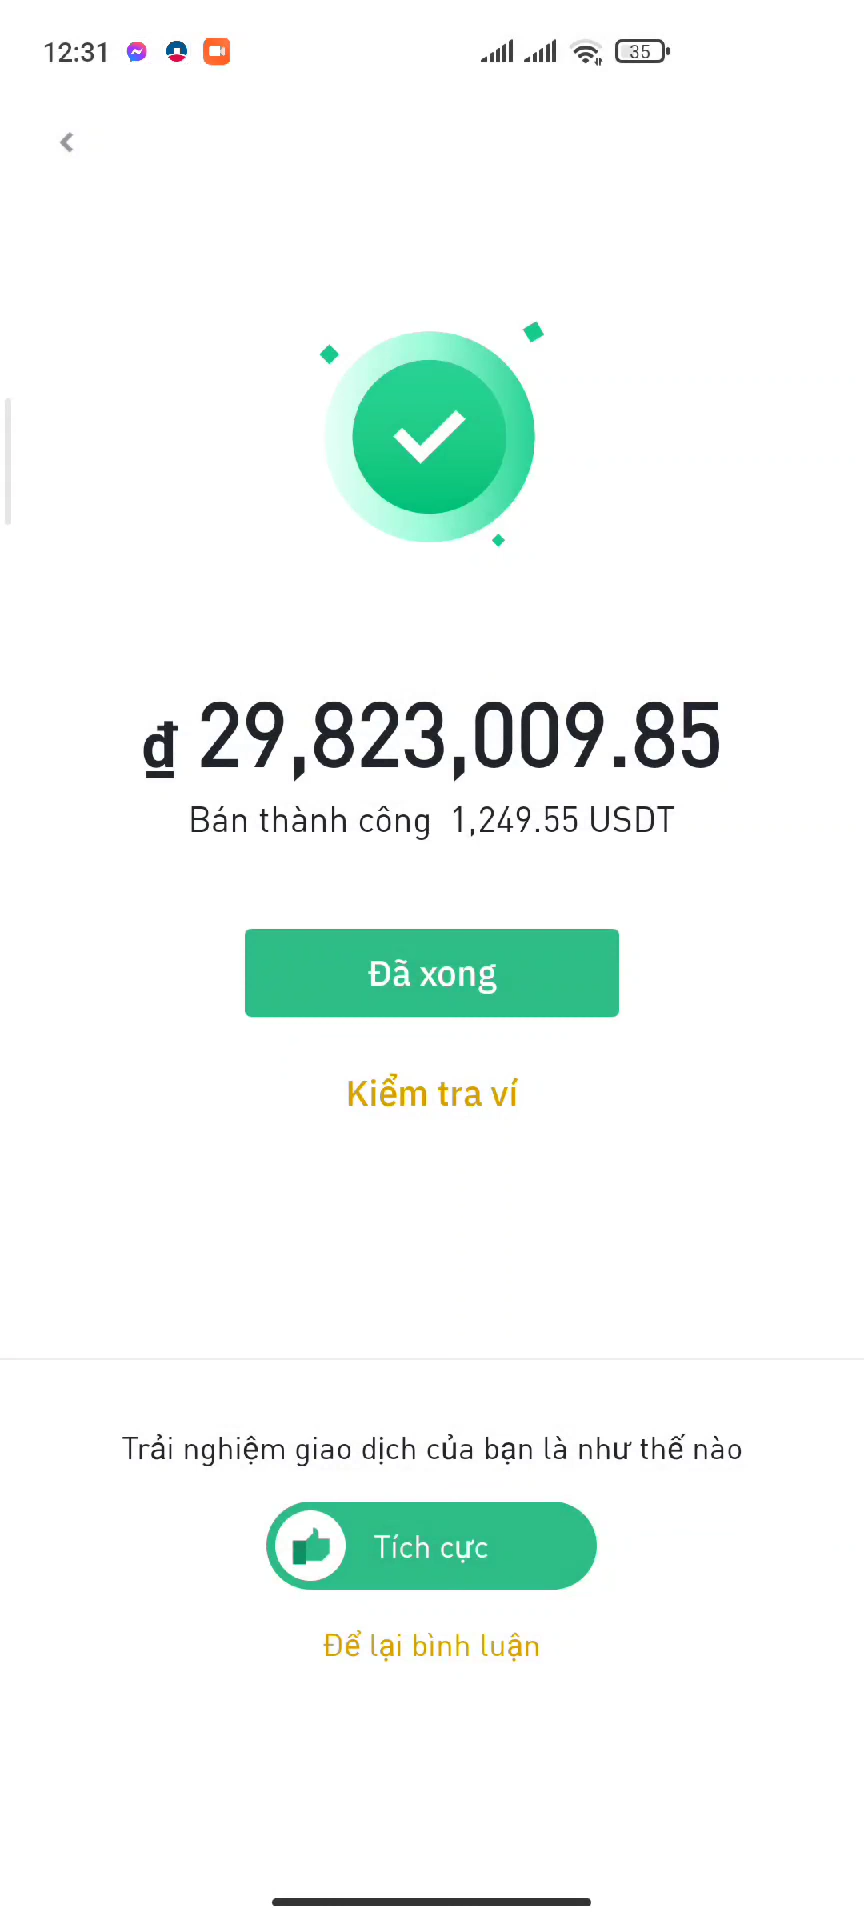 12:31
35
₫ 29,823,009.85
Bán thành công 1,249.55 USDT
Đã xong
Kiểm tra ví
Trải nghiệm giao dịch của bạn là như thế nào
Tích cực
Để lại bình luận